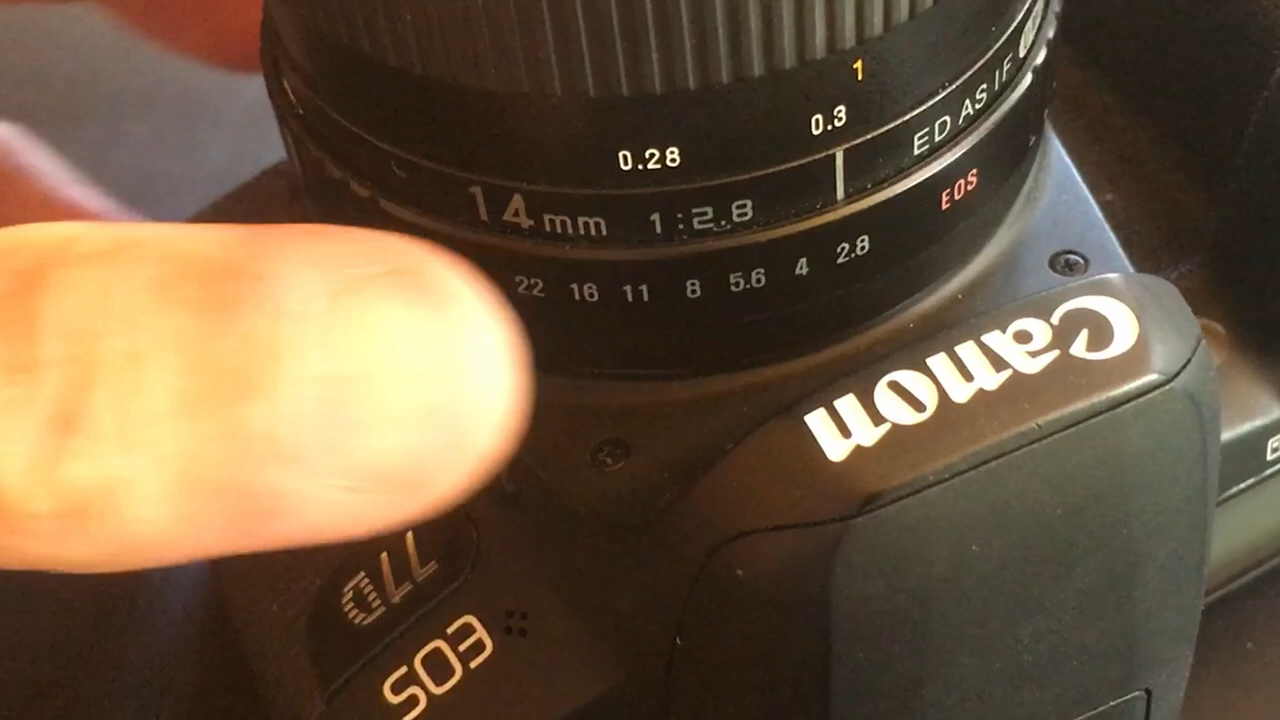 1
0.28 0.3
14mm 1:2.8
ED AS IF
EOS
22 16 11 8 5.6 4 2.8
Canon
EOS
77D